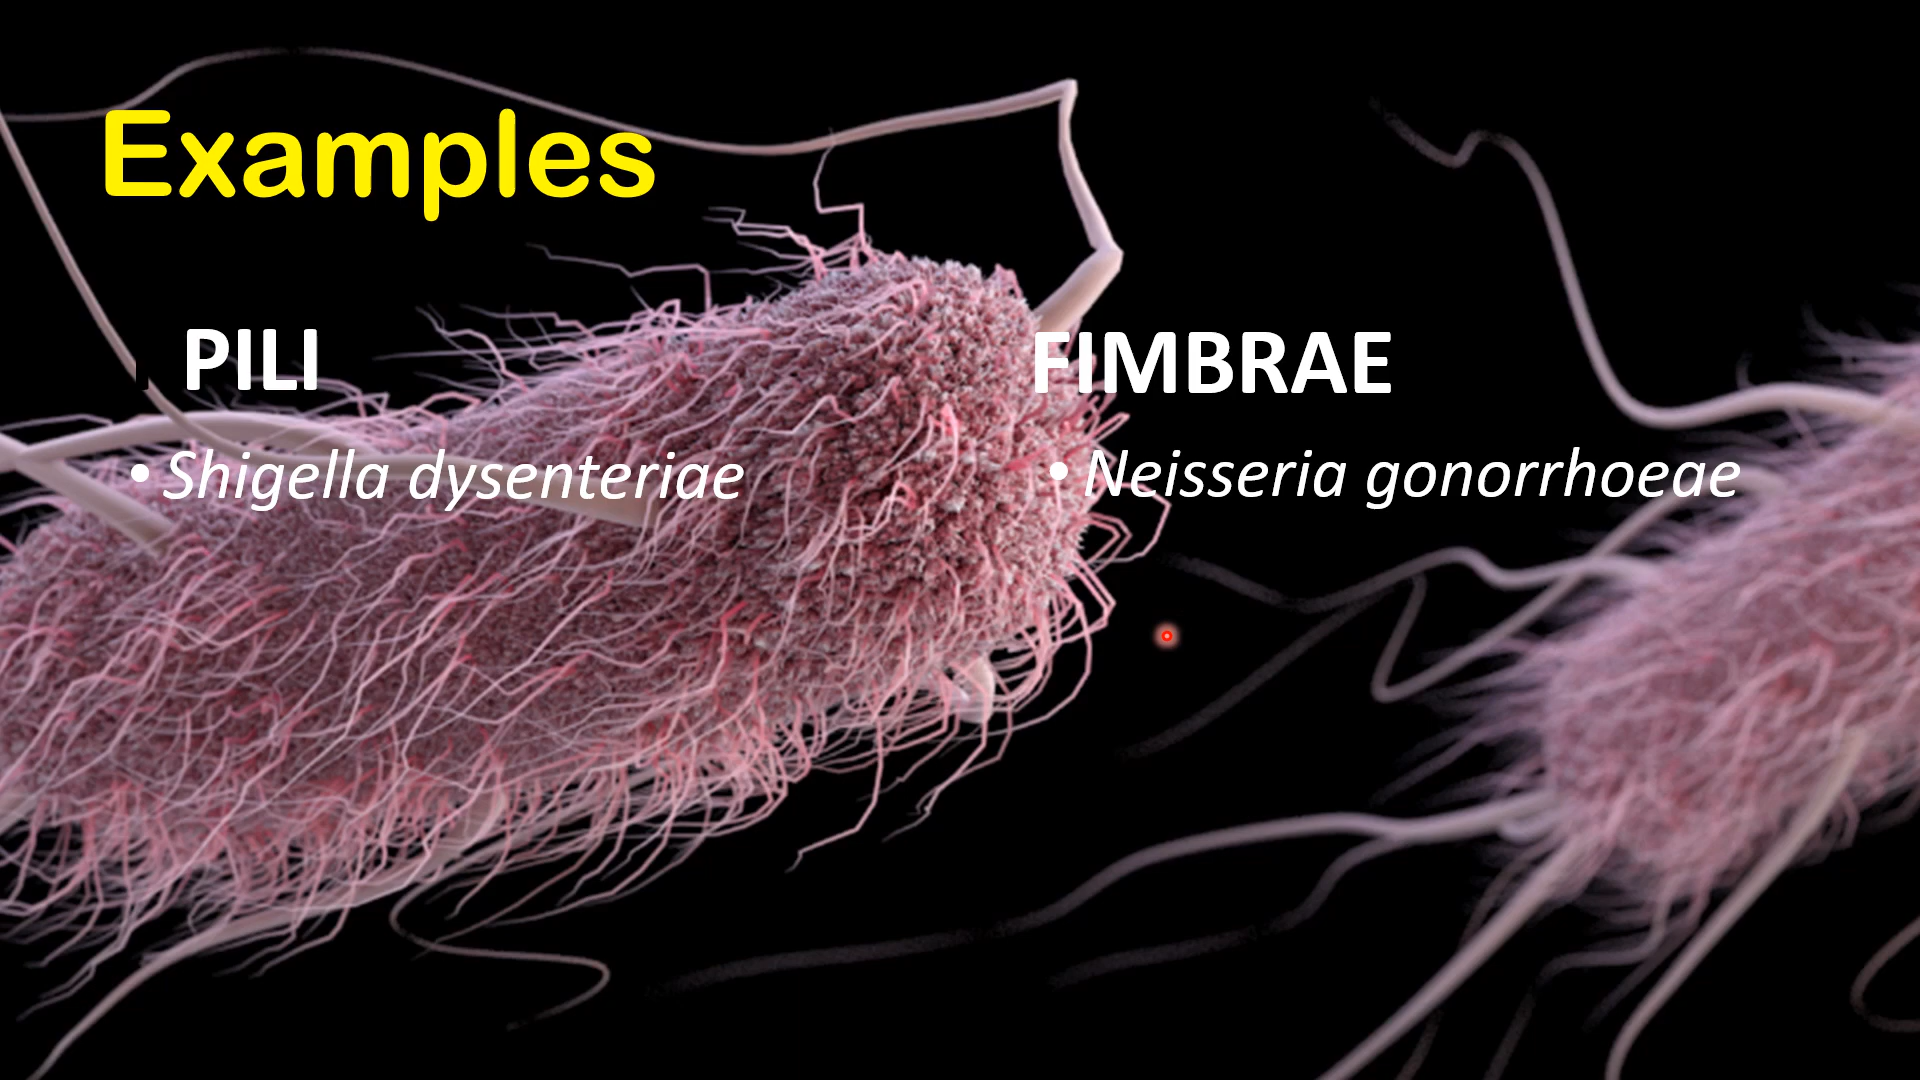 Examples
PILI
• Shigella dysenteriae
FIMBRAE
• Neisseria gonorrhoeae